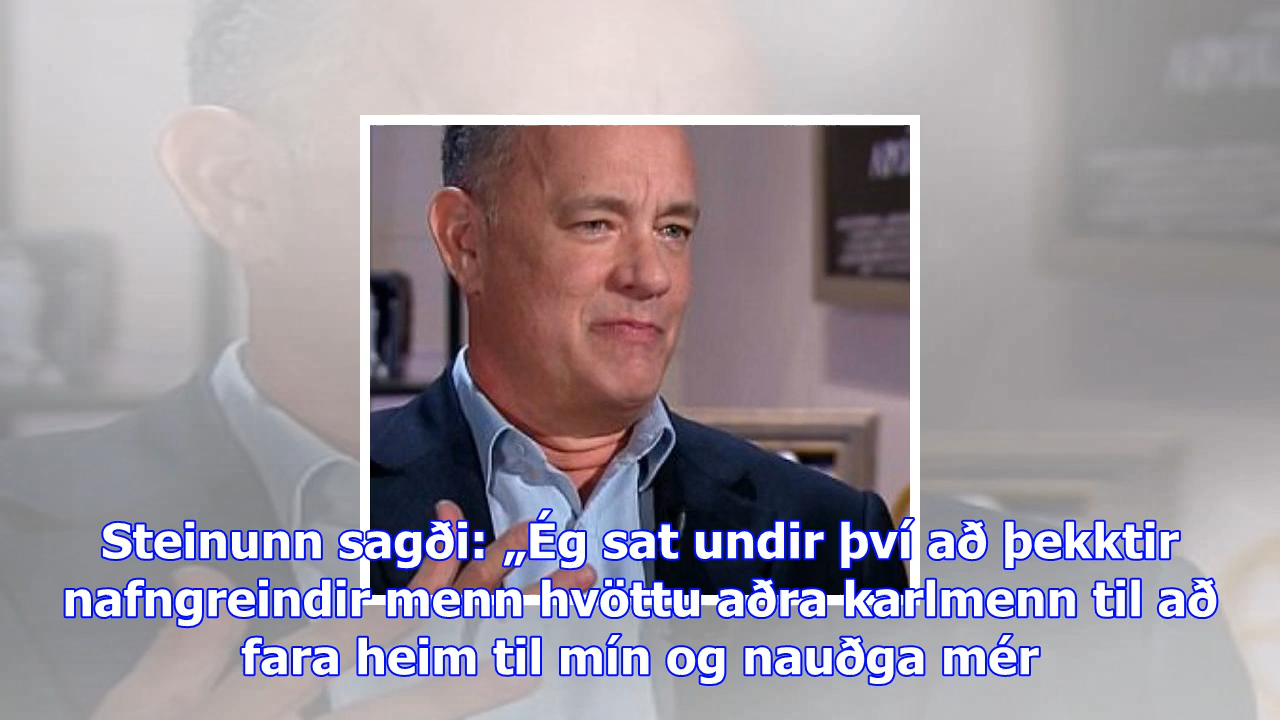 Steinunn sagði: „Ég sat undir því að þekktir
nafngreindir menn hvöttu aðra karlmenn til að
fara heim til mín og nauðga mér